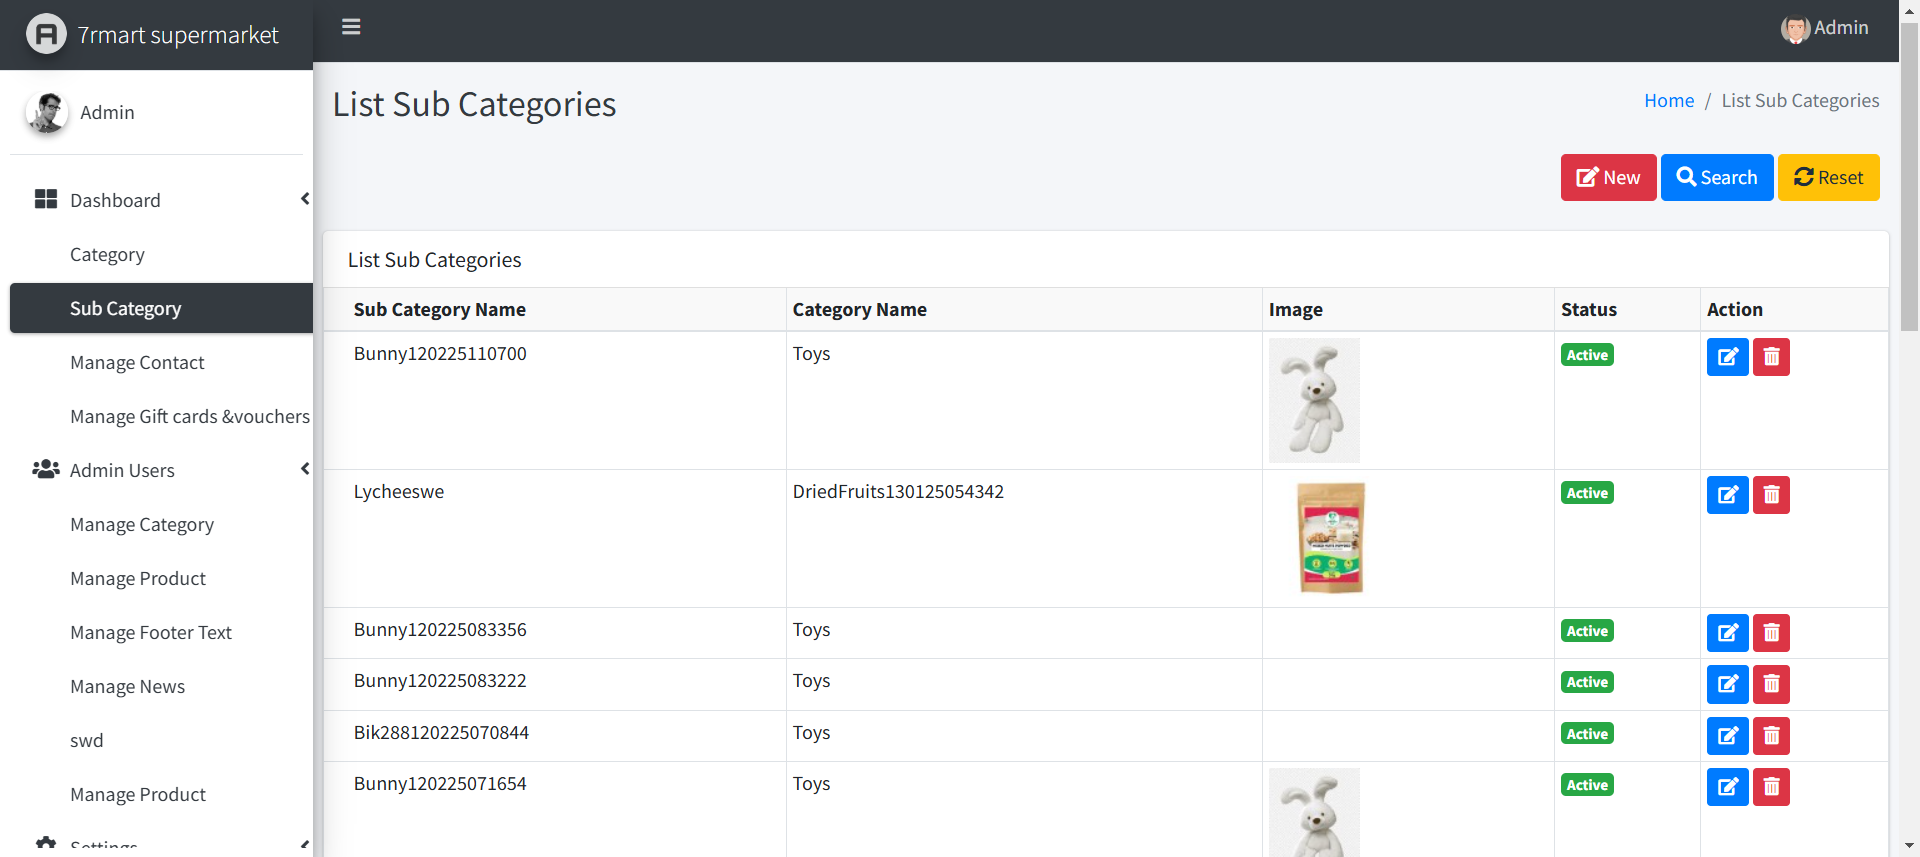 7rmart supermarket
Admin
Admin
Dashboard
Category
Sub Category
Manage Contact
Manage Gift cards &vouchers
Admin Users
Manage Category
Manage Product
Manage Footer Text
Manage News
swd
Manage Product
Settings
List Sub Categories
Home / List Sub Categories
New Search Reset
List Sub Categories
Sub Category Name Category Name Image Status Action
Bunny120225110700 Toys Active
Lycheeswe DriedFruits130125054342 Active
Bunny120225083356 Toys Active
Bunny120225083222 Toys Active
Bik288120225070844 Toys Active
Bunny120225071654 Toys Active